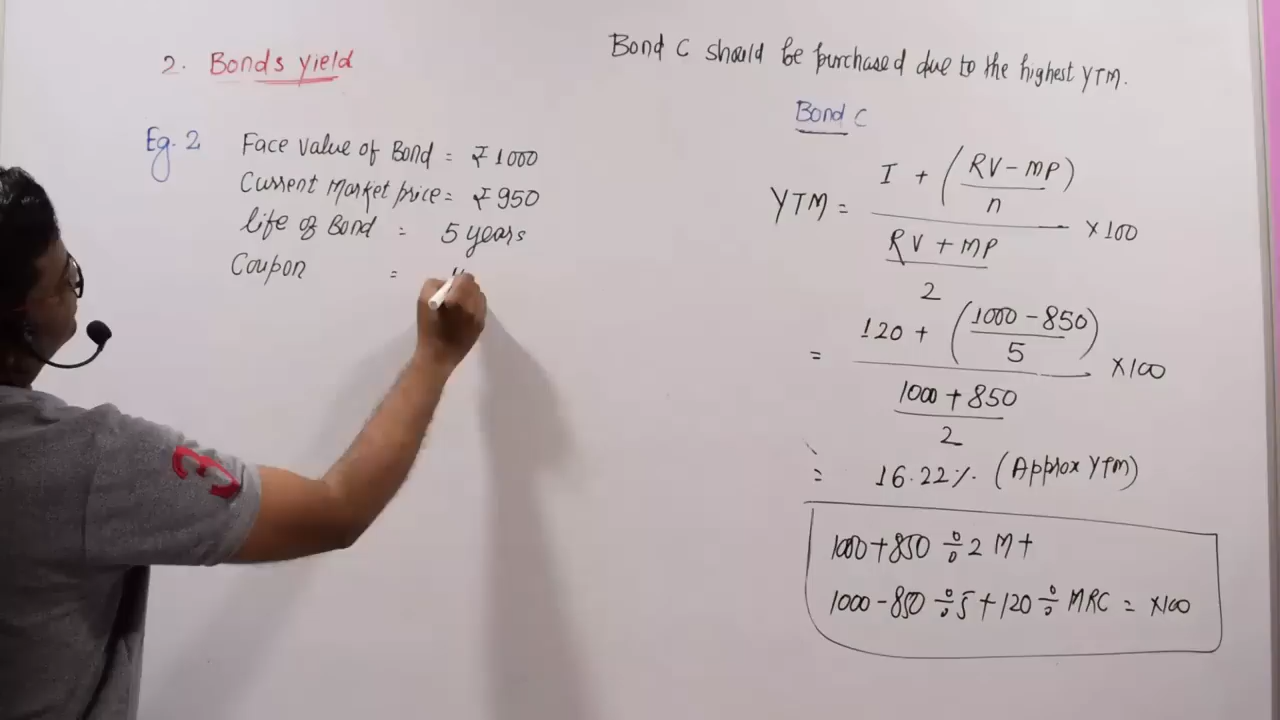 2. Bonds yield
Eg. 2 Face value of Bond = ₹ 1000
Current Market price = ₹ 950
life of Bond = 5 years
Coupon =
Bond C should be purchased due to the highest YTM.
Bond C
YTM = I + (RV - MP / n) / RV + MP / 2 × 100
= 120 + (1000 - 850 / 5) / 1000 + 850 / 2 × 100
= 16.22% (Approx YTM)
1000 + 850 ÷ 2 M+
1000 - 850 ÷ 5 + 120 ÷ MRC = × 100